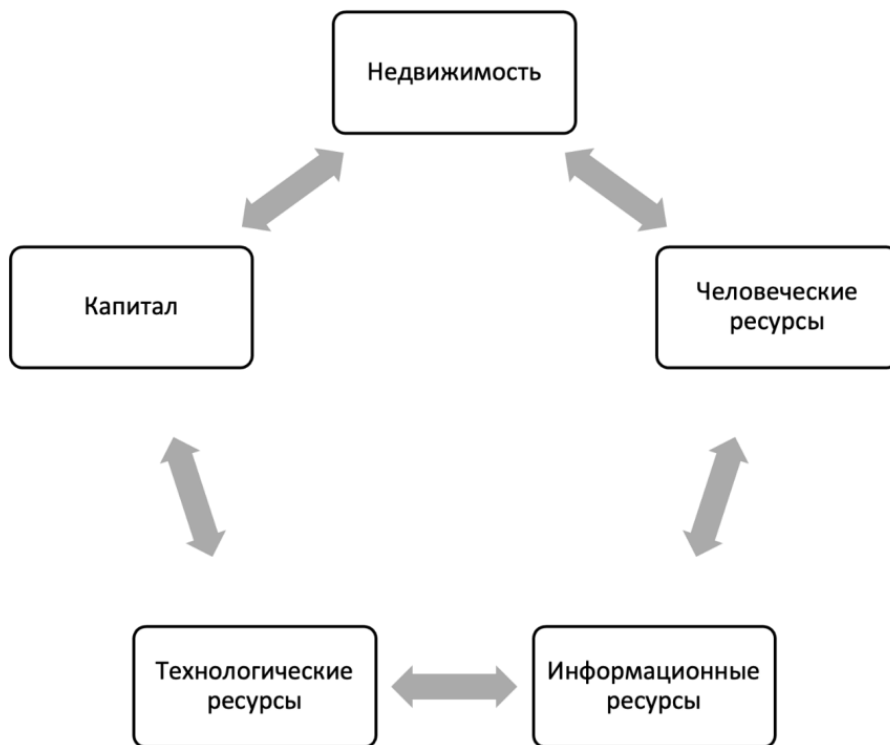 Недвижимость
Капитал
Человеческие
ресурсы
Технологические
ресурсы
Информационные
ресурсы